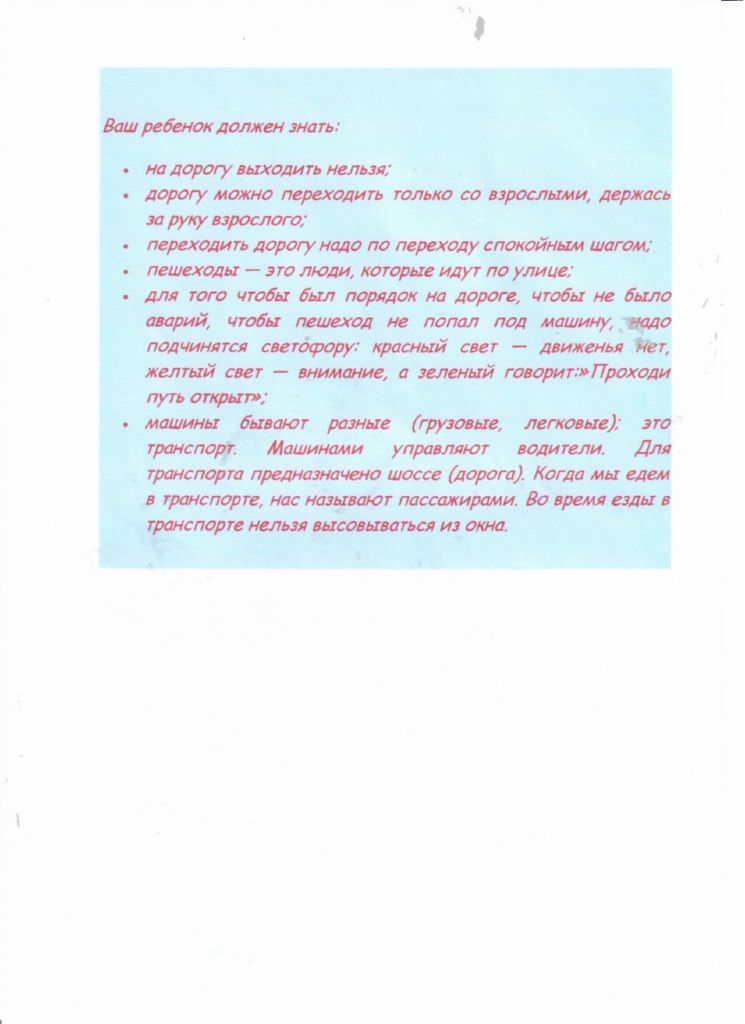 Ваш ребенок должен знать:
• на дорогу выходить нельзя;
• дорогу можно переходить только со взрослыми, держась
за руку взрослого;
• переходить дорогу надо по переходу спокойным шагом;
• пешеходы — это люди, которые идут по улице;
• для того чтобы был порядок на дороге, чтобы не было
аварий, чтобы пешеход не попал под машину, надо
подчинятся светофору: красный свет — движенья нет,
желтый свет — внимание, а зеленый говорит:»Проходи
путь открыт»;
• машины бывают разные (грузовые, легковые); это
транспорт. Машинами управляют водители. Для
транспорта предназначено шоссе (дорога). Когда мы едем
в транспорте, нас называют пассажирами. Во время езды в
транспорте нельзя высовываться из окна.